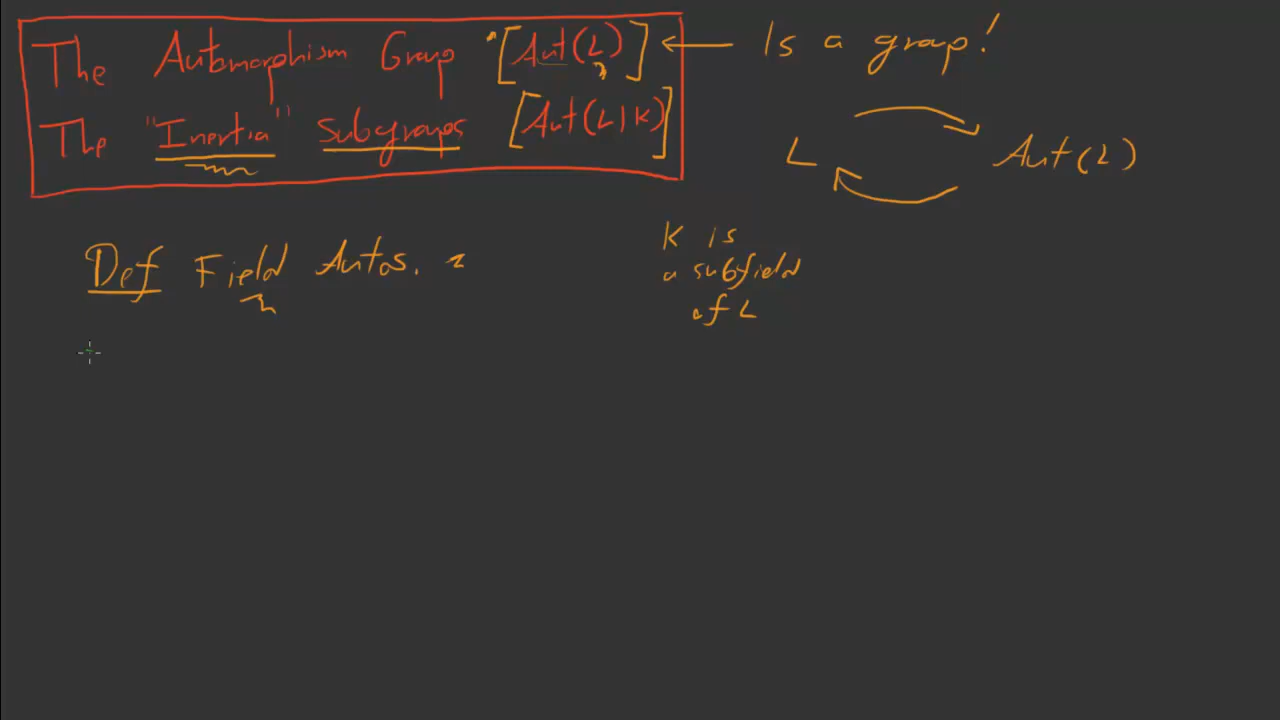 The Automorphism Group [Aut(L)] ← Is a group!
The "Inertia" Subgroups [Aut(L|K)]
L Aut(L)
K is
a subfield
of L
Def Field Autos.